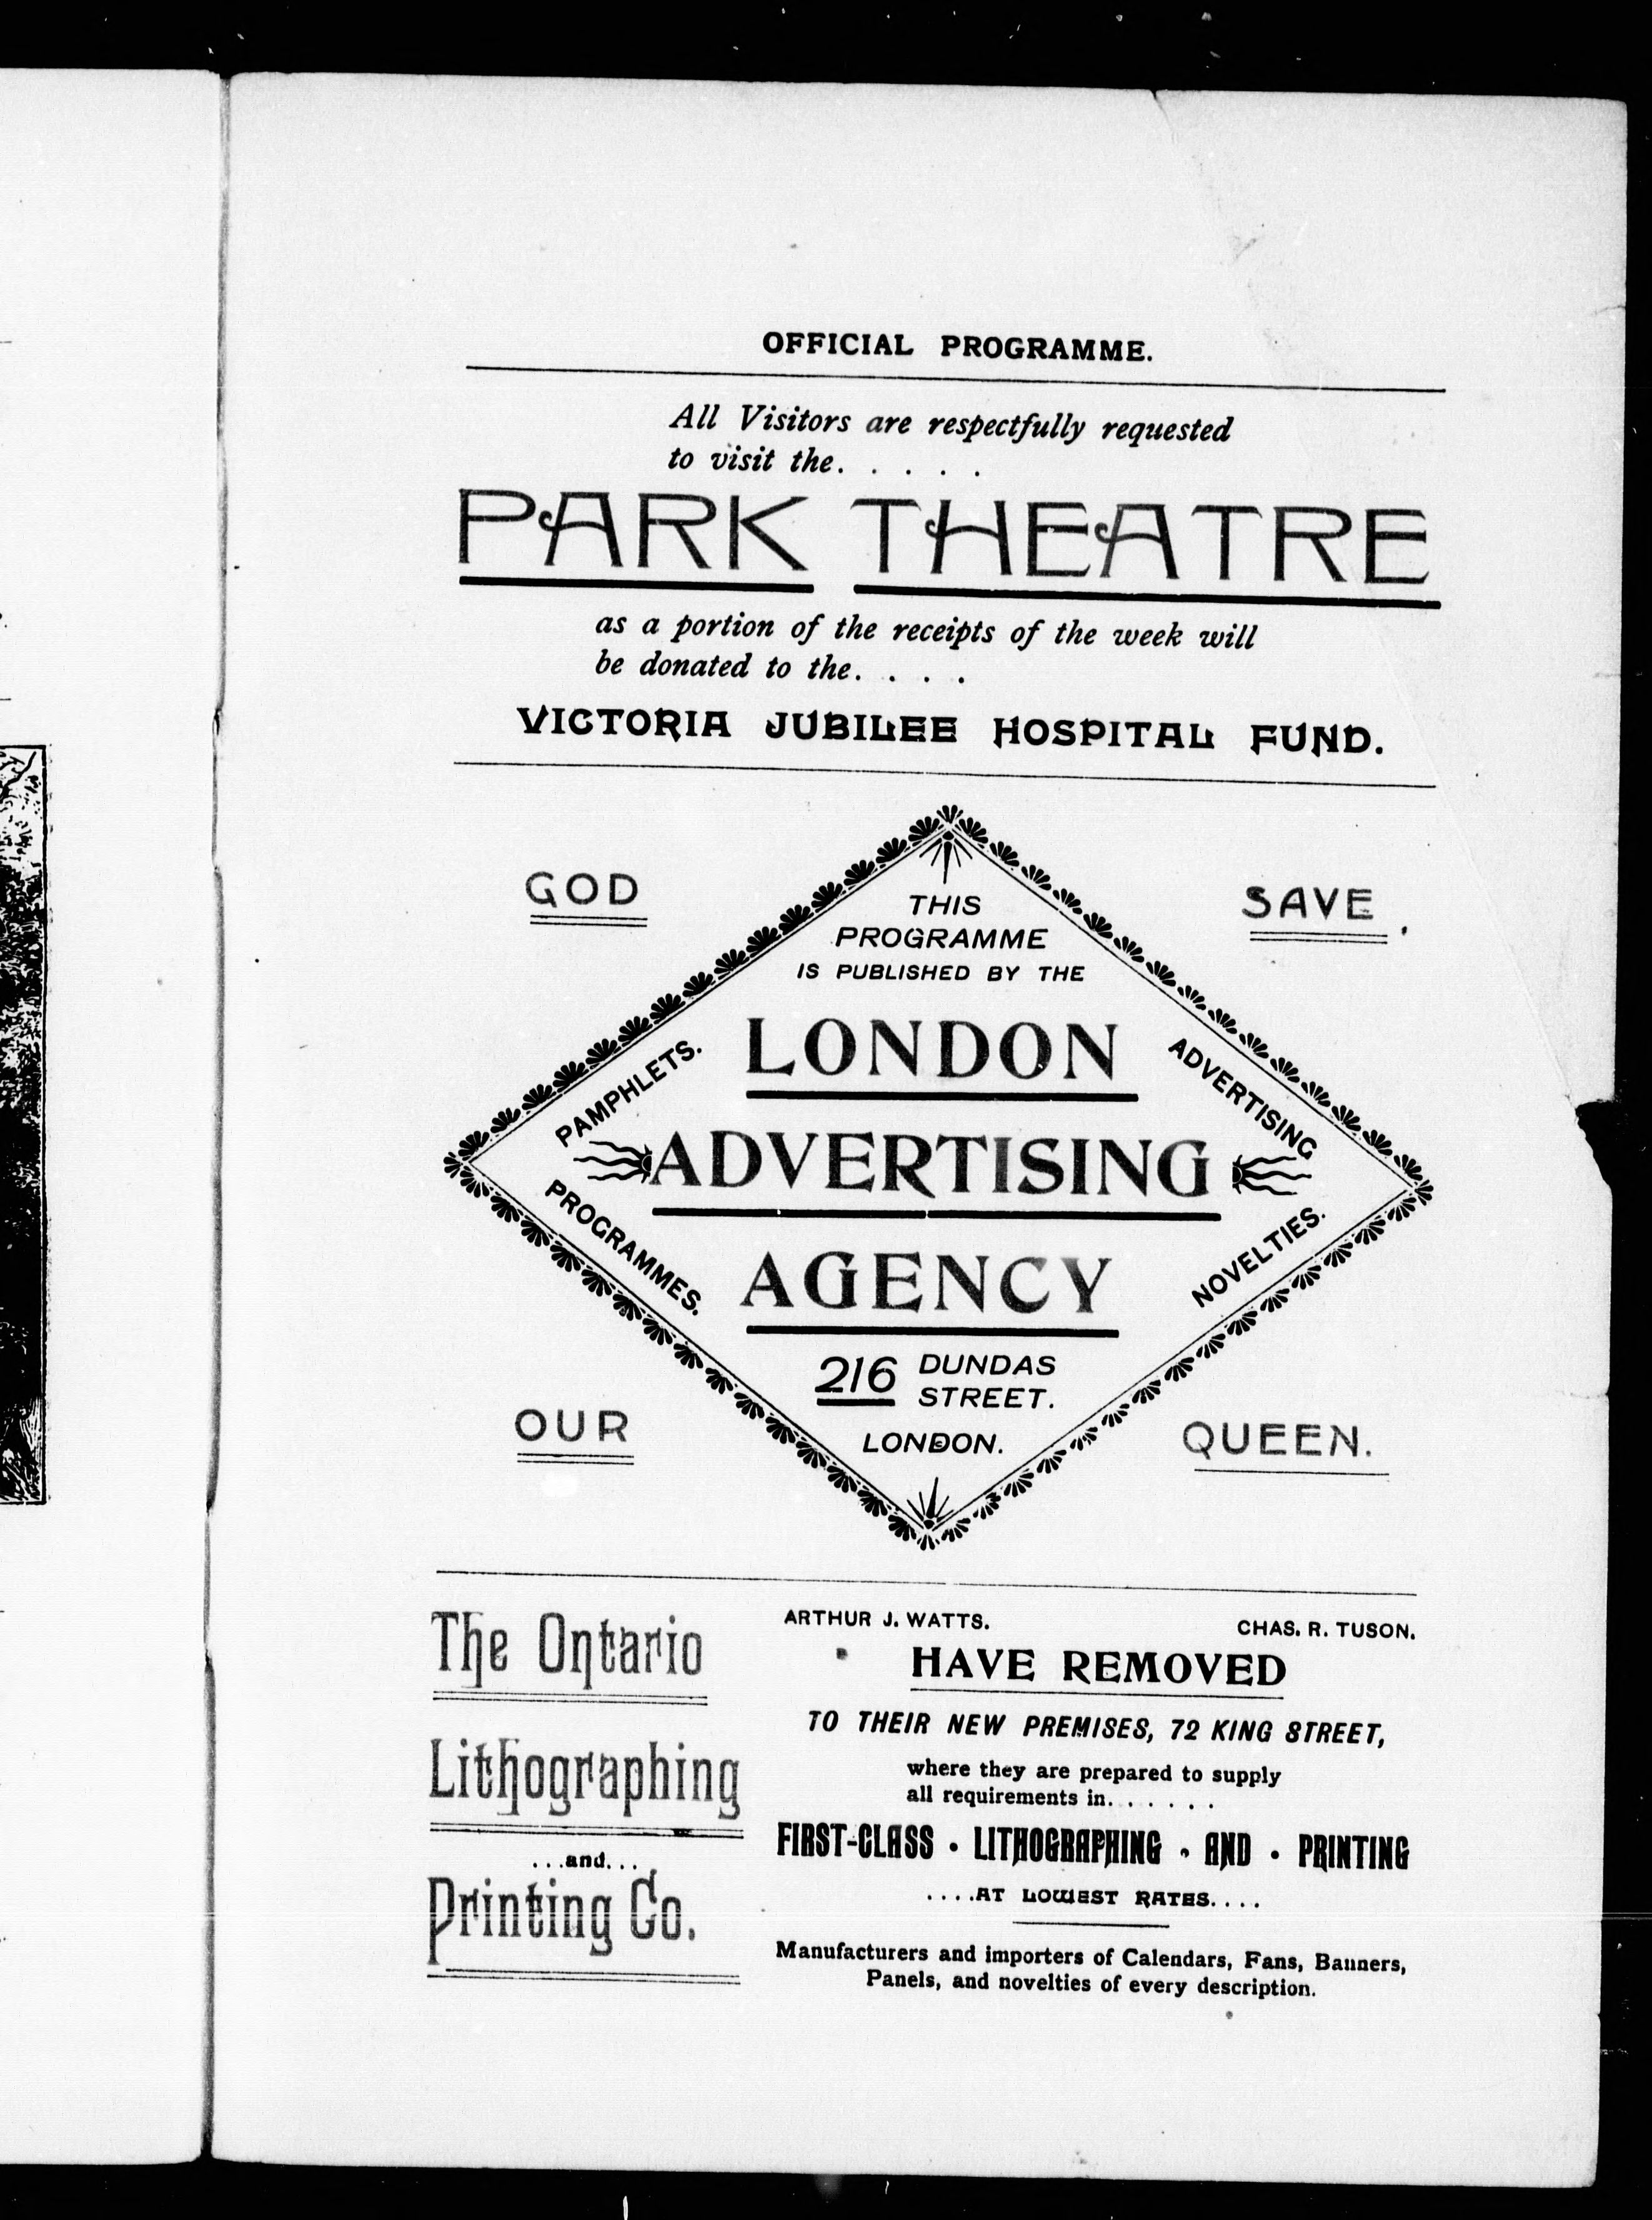 OFFICIAL PROGRAMME.
All Visitors are respectfully requested
to visit the. . . . .
PARK THEATRE
as a portion of the receipts of the week will
be donated to the. . . .
VICTORIA JUBILEE HOSPITAL FUND.
GOD
SAVE
THIS
PROGRAMME
IS PUBLISHED BY THE
LONDON
PAMPHLETS.
ADVERTISING
ADVERTISING
PROGRAMMES.
NOVELTIES.
AGENCY
216 DUNDAS
STREET.
LONDON.
OUR
QUEEN.
The Ontario
Lithographing
...and...
Printing Co.
ARTHUR J. WATTS. CHAS. R. TUSON.
HAVE REMOVED
TO THEIR NEW PREMISES, 72 KING STREET,
where they are prepared to supply
all requirements in. . . . . .
FIRST-CLASS • LITHOGRAPHING • AND • PRINTING
....AT LOWEST RATES....
Manufacturers and importers of Calendars, Fans, Banners,
Panels, and novelties of every description.